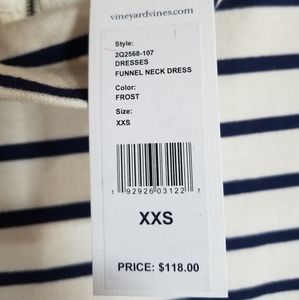 vineyardvines.com
Style:
2Q2568-107
DRESSES
FUNNEL NECK DRESS
Color:
FROST
Size:
XXS
1 92926 03122 7
XXS
PRICE: $118.00